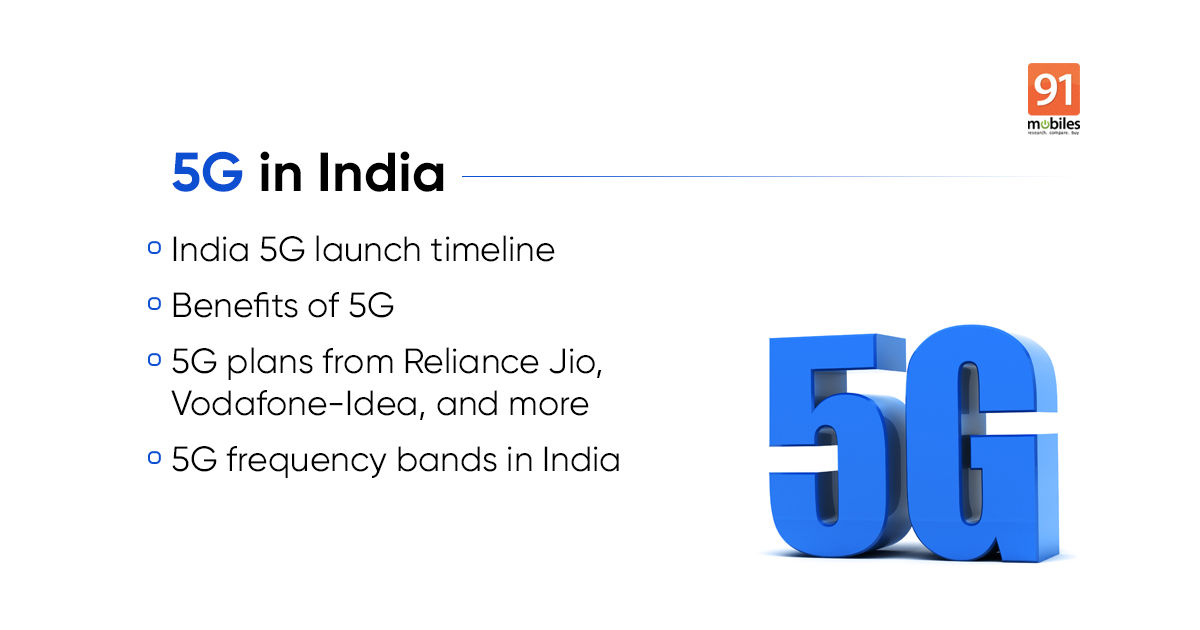 91
mobiles
research. compare. buy
5G in India
India 5G launch timeline
Benefits of 5G
5G plans from Reliance Jio,
Vodafone-Idea, and more
5G frequency bands in India
5G